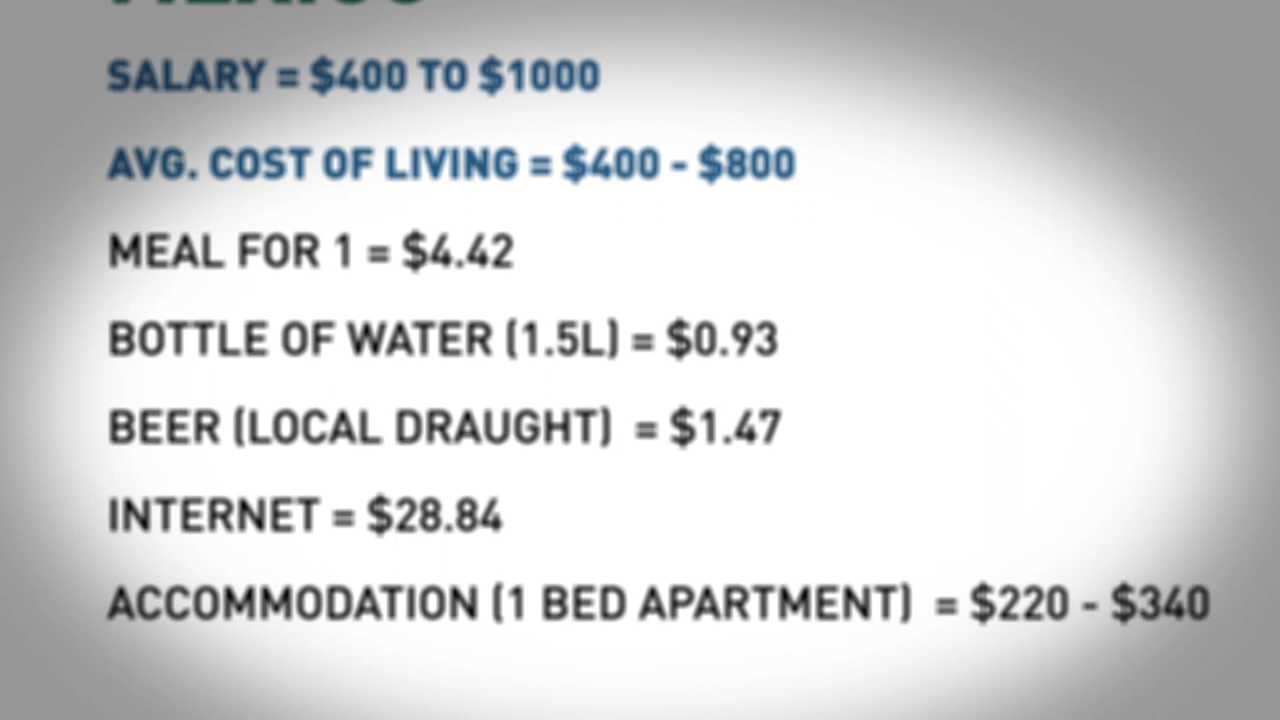 SALARY = $400 TO $1000
AVG. COST OF LIVING = $400 - $800
MEAL FOR 1 = $4.42
BOTTLE OF WATER (1.5L) = $0.93
BEER (LOCAL DRAUGHT) = $1.47
INTERNET = $28.84
ACCOMMODATION (1 BED APARTMENT) = $220 - $340